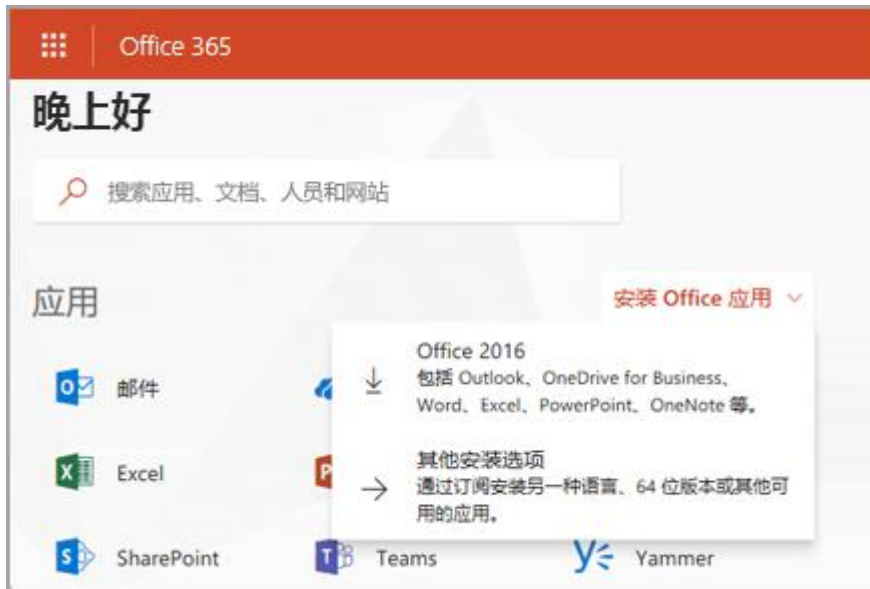 Office 365
晚上好
搜索应用、文档、人员和网站
应用
安装 Office 应用
Office 2016
包括 Outlook、OneDrive for Business、
Word、Excel、PowerPoint、OneNote 等。
邮件
其他安装选项
通过订阅安装另一种语言、64 位版本或其他可
用的应用。
Excel
SharePoint
Teams
Yammer